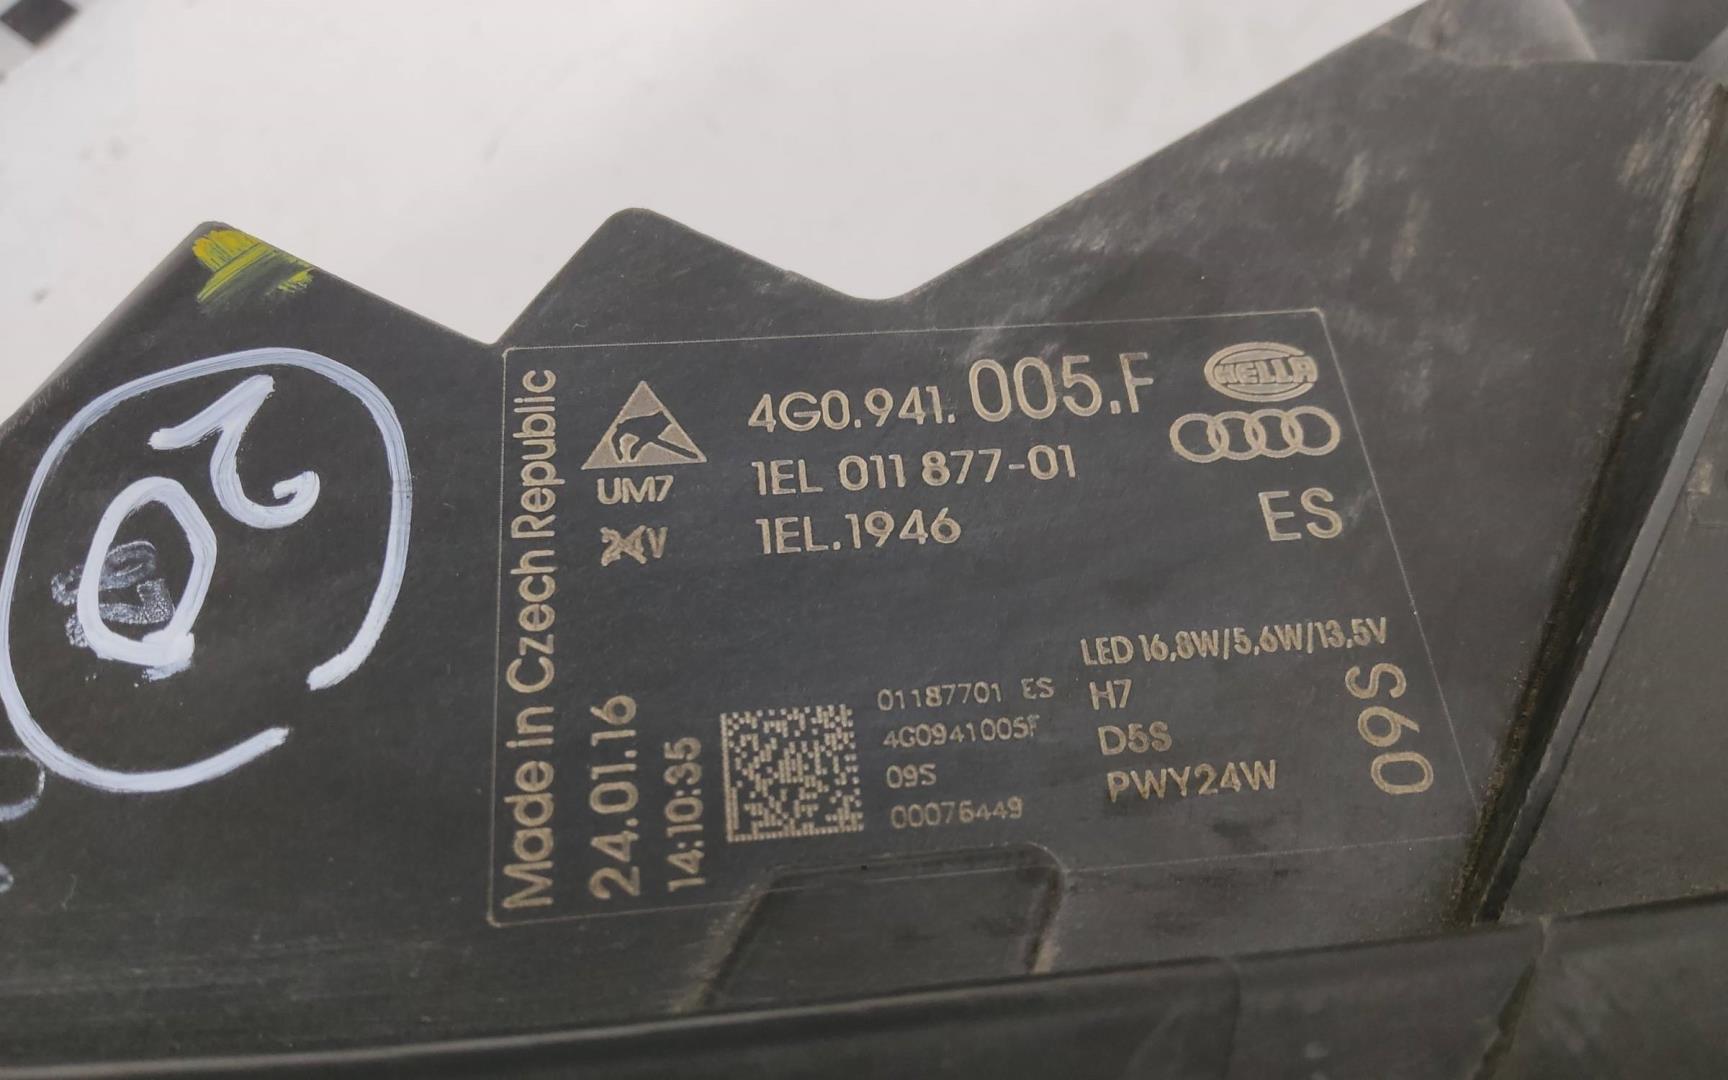 Made in Czech Republic
4G0.941.005.F
HELLA
UM7
1EL 011 877-01
1EL.1946
ES
24.01.16
14:10:35
LED 16,8W/5,6W/13,5V
01187701 ES
H7
4G0941005F
D5S
09S
PWY24W
00076449
09S
20